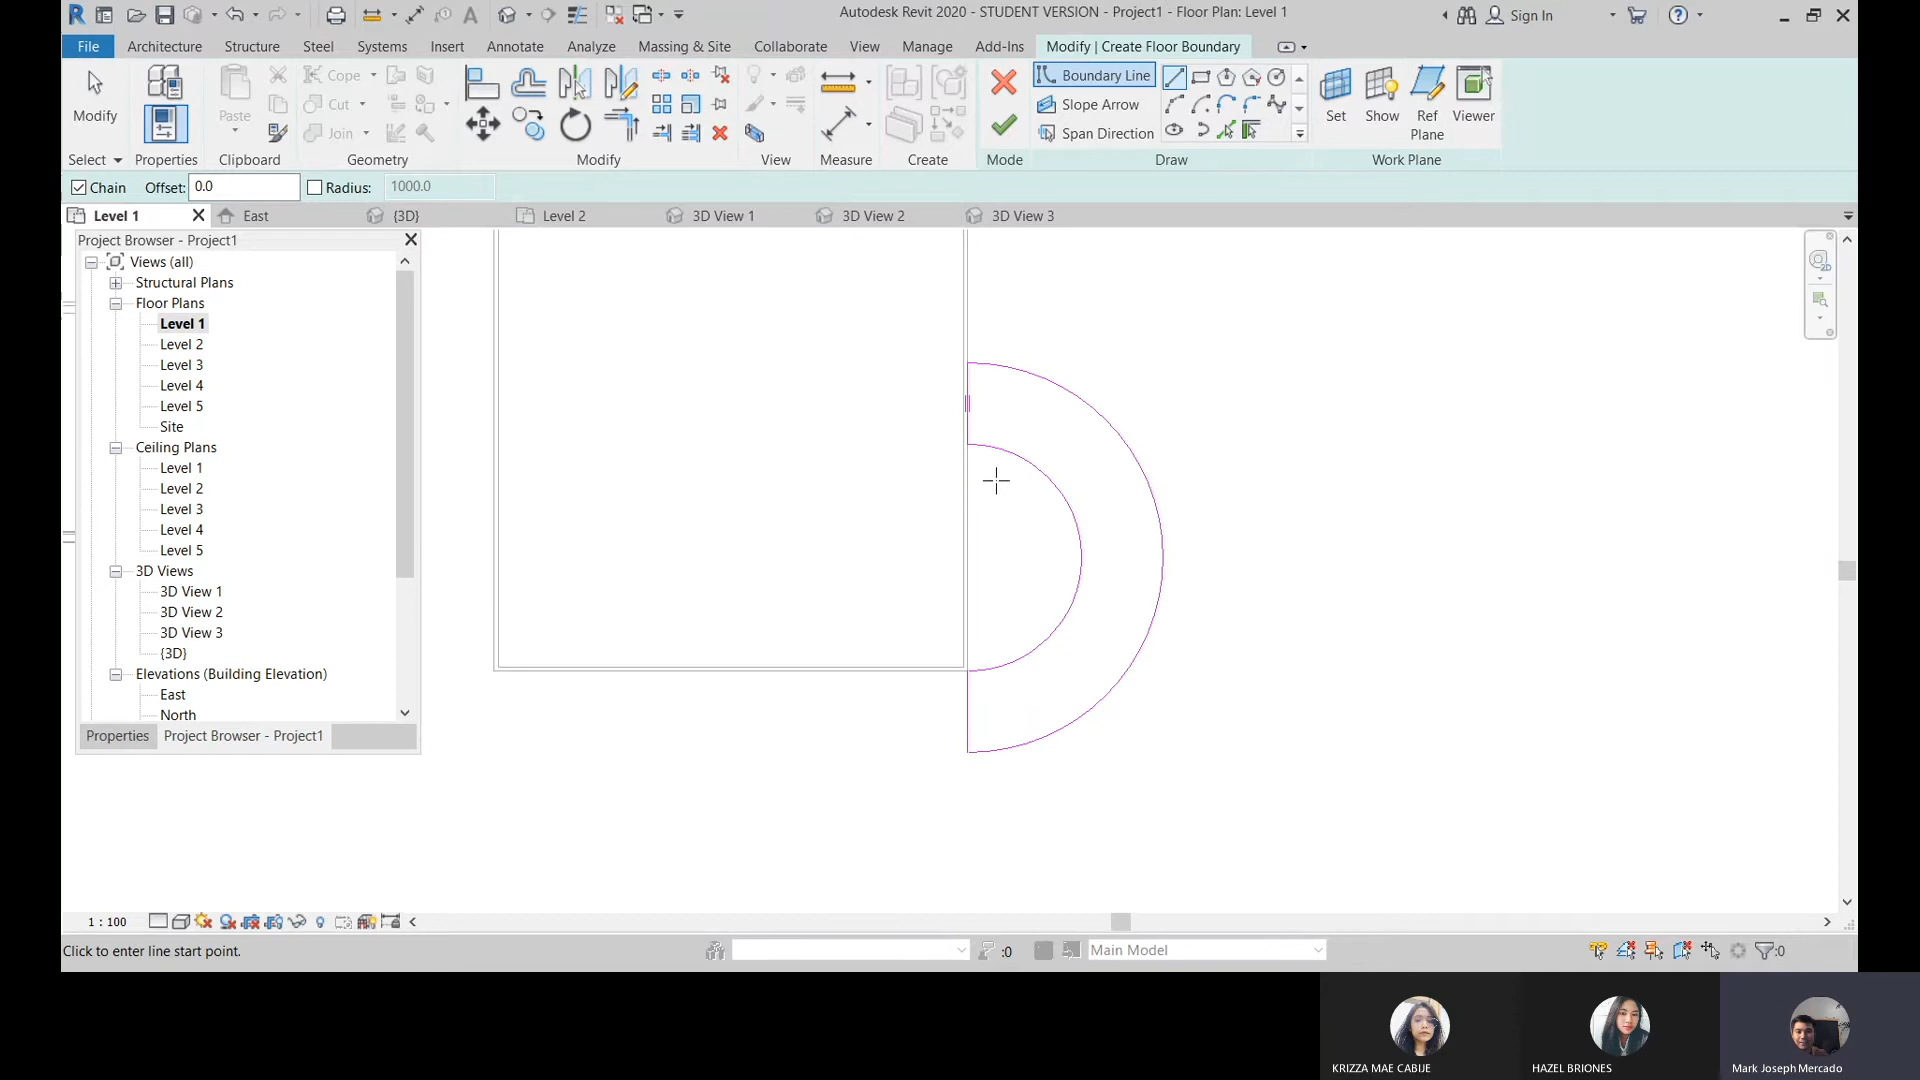 Autodesk Revit 2020 - STUDENT VERSION - Project1 - Floor Plan: Level 1
Sign In
File Architecture Structure Steel Systems Insert Annotate Analyze Massing & Site Collaborate View Manage Add-Ins Modify | Create Floor Boundary
Modify
Paste
Cope
Cut
Join
Boundary Line
Slope Arrow
Span Direction
Set Show Ref Plane Viewer
Select Properties Clipboard Geometry Modify View Measure Create Mode Draw Work Plane
Chain Offset: 0.0 Radius: 1000.0
Level 1 East {3D} Level 2 3D View 1 3D View 2 3D View 3
Project Browser - Project1
Views (all)
Structural Plans
Floor Plans
Level 1
Level 2
Level 3
Level 4
Level 5
Site
Ceiling Plans
Level 1
Level 2
Level 3
Level 4
Level 5
3D Views
3D View 1
3D View 2
3D View 3
{3D}
Elevations (Building Elevation)
East
North
Properties Project Browser - Project1
1 : 100
Click to enter line start point.
:0
Main Model
:0
KRIZZA MAE CABIJE
HAZEL BRIONES
Mark Joseph Mercado